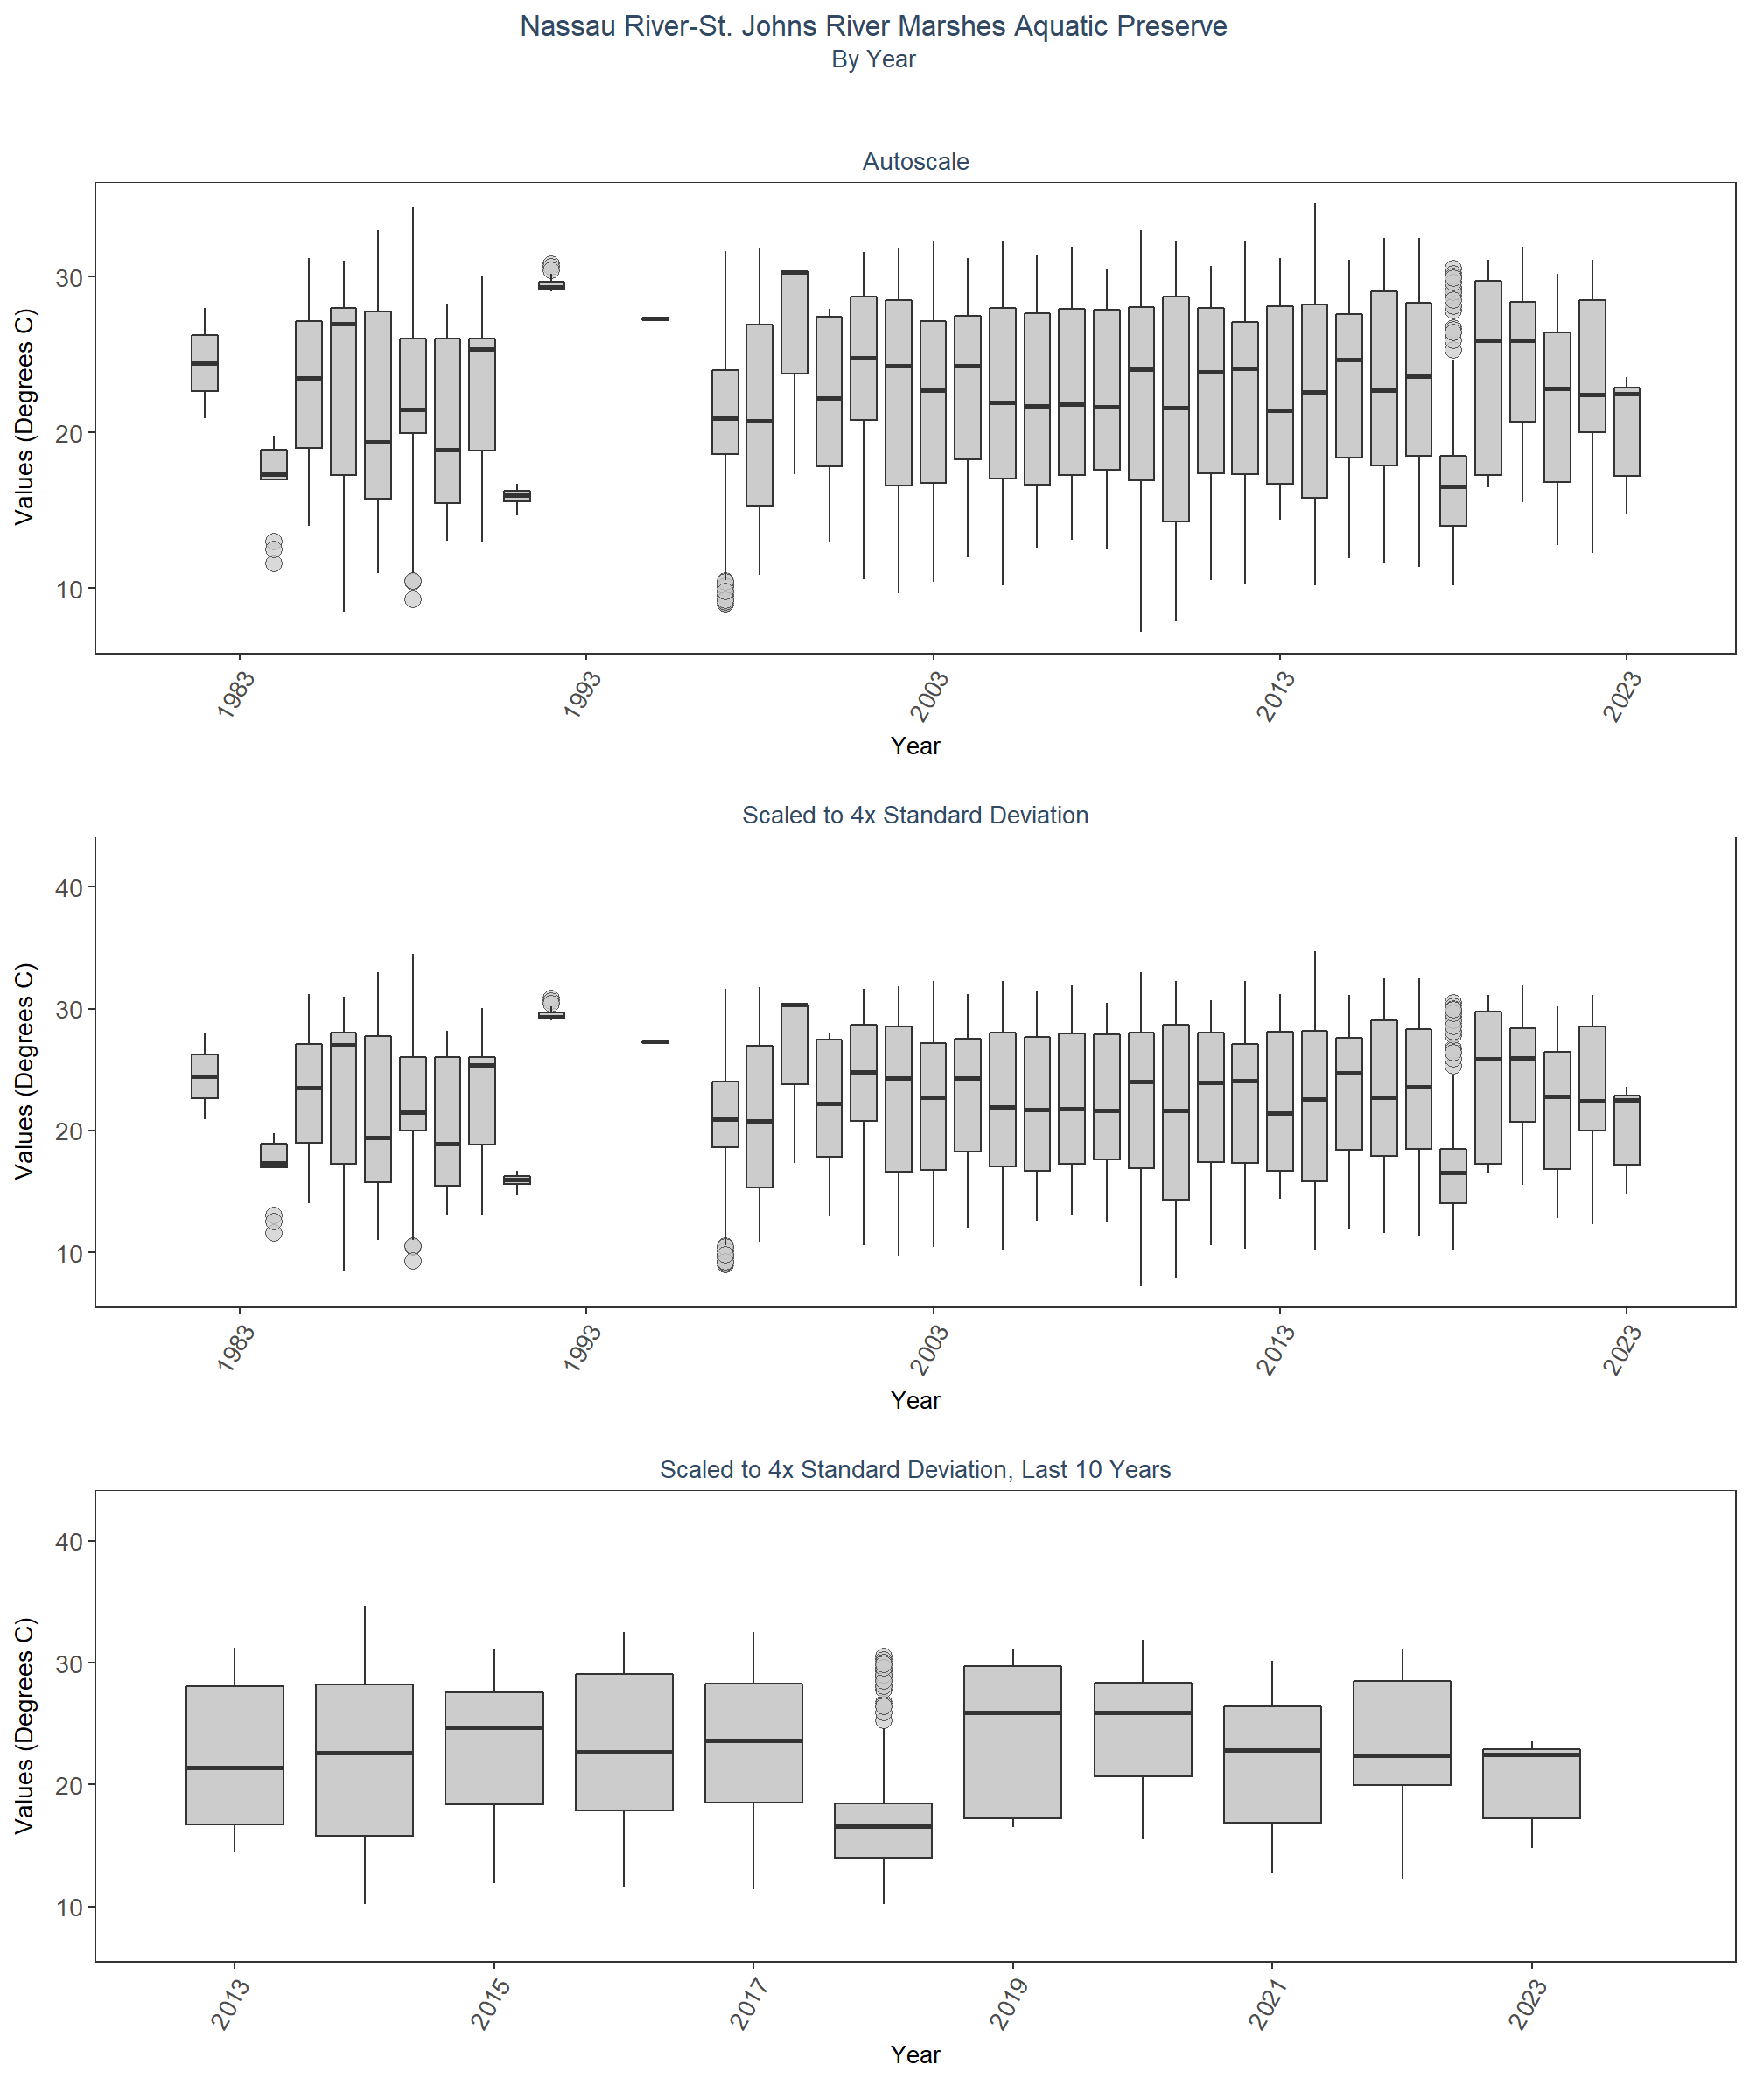 Nassau River-St. Johns River Marshes Aquatic Preserve
By Year
Autoscale
Values (Degrees C)
30
20
10
1983
1993
2003
2013
2023
Year
Scaled to 4x Standard Deviation
Values (Degrees C)
40
30
20
10
1983
1993
2003
2013
2023
Year
Scaled to 4x Standard Deviation, Last 10 Years
Values (Degrees C)
40
30
20
10
2013
2015
2017
2019
2021
2023
Year